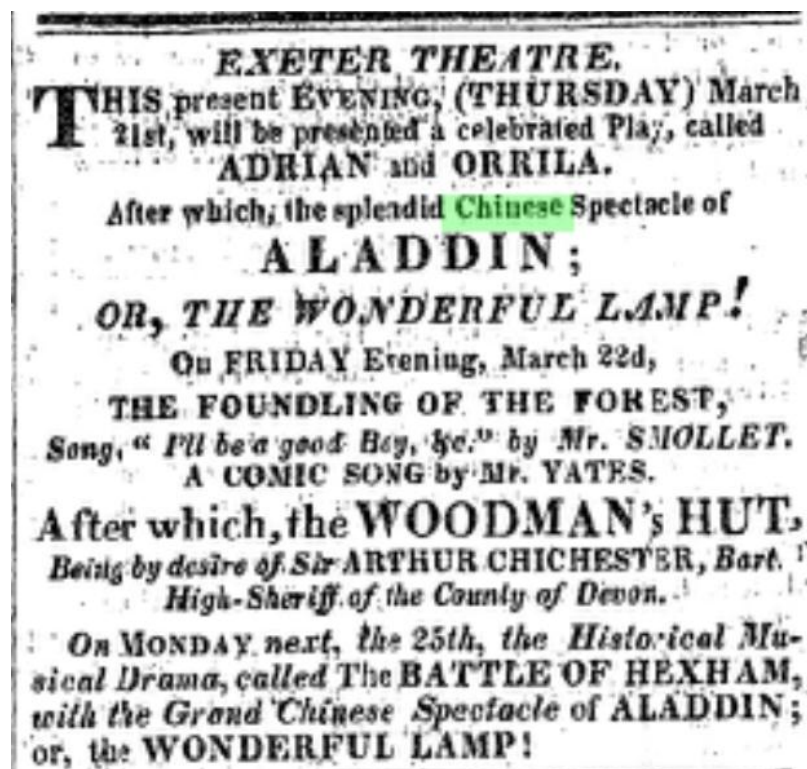 EXETER THEATRE.
THIS present EVENING, (THURSDAY) March
21st, will be presented a celebrated Play, called
ADRIAN and ORRILA.
After which, the splendid Chinese Spectacle of
ALADDIN;
OR, THE WONDERFUL LAMP!
On FRIDAY Evening, March 22d,
THE FOUNDLING OF THE FOREST,
Song, “ I'll be a good Boy, &c.” by Mr. SMOLLET.
A COMIC SONG by Mr. YATES.
After which, the WOODMAN's HUT,
Being by desire of Sir ARTHUR CHICHESTER, Bart.
High-Sheriff of the County of Devon.
On MONDAY next, the 25th, the Historical Mu-
sical Drama, called The BATTLE OF HEXHAM,
with the Grand Chinese Spectacle of ALADDIN;
or, the WONDERFUL LAMP!